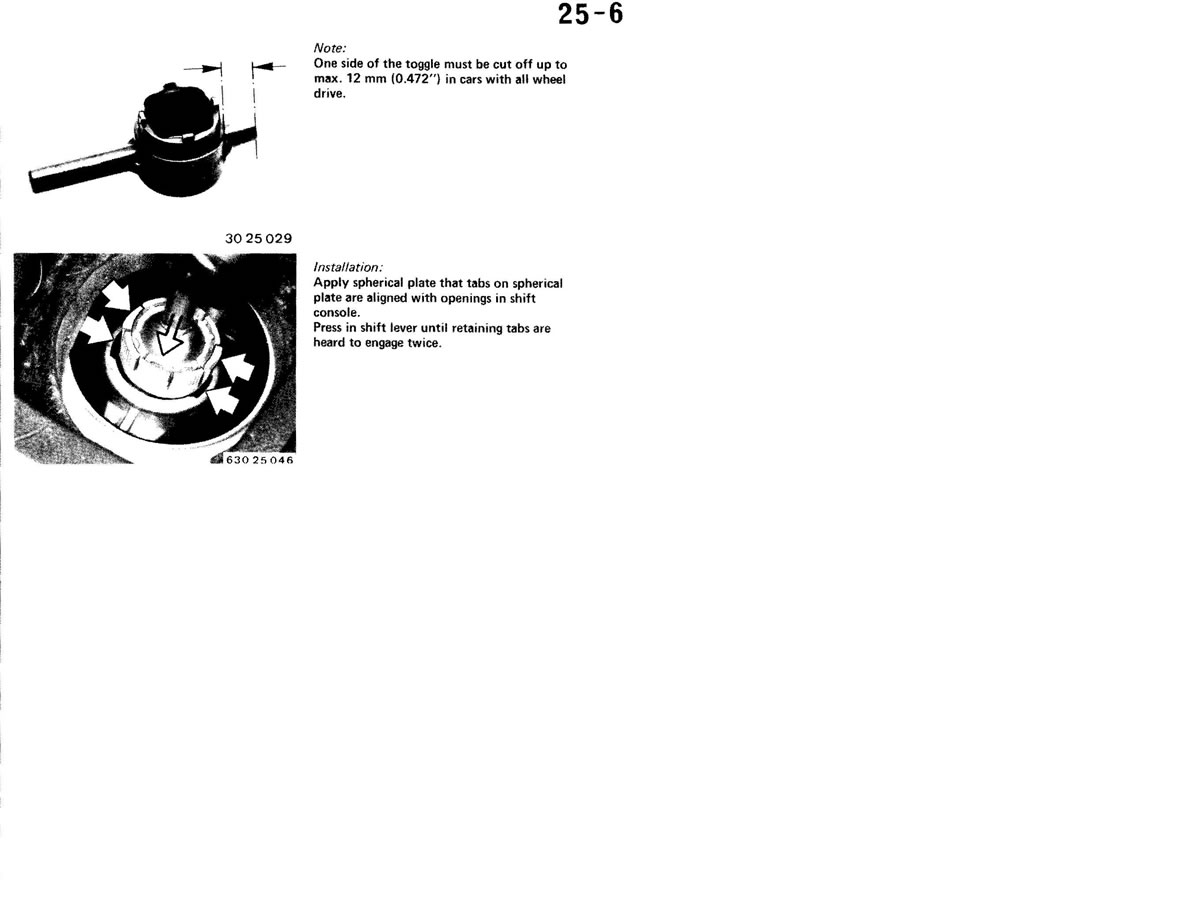 25-6
Note:
One side of the toggle must be cut off up to
max. 12 mm (0.472") in cars with all wheel
drive.
30 25 029
Installation:
Apply spherical plate that tabs on spherical
plate are aligned with openings in shift
console.
Press in shift lever until retaining tabs are
heard to engage twice.
630 25 046